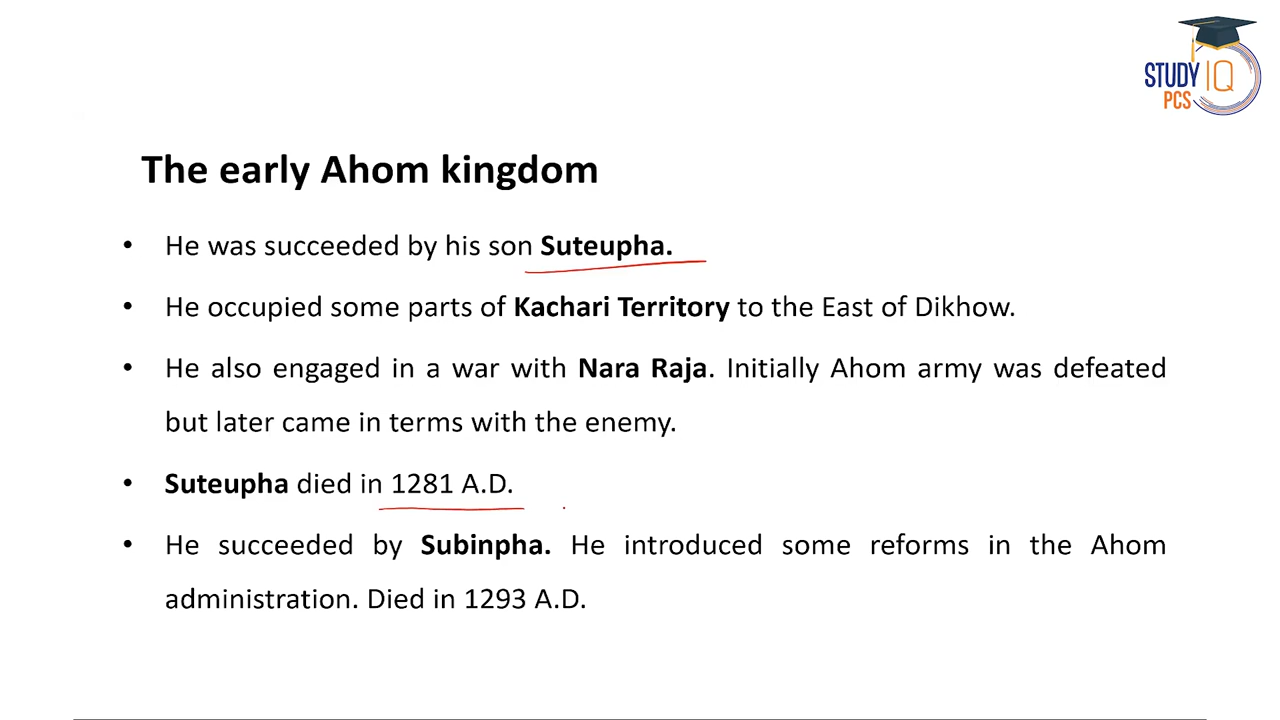 STUDY IQ
PCS
The early Ahom kingdom
• He was succeeded by his son Suteupha.
• He occupied some parts of Kachari Territory to the East of Dikhow.
• He also engaged in a war with Nara Raja. Initially Ahom army was defeated
but later came in terms with the enemy.
• Suteupha died in 1281 A.D.
• He succeeded by Subinpha. He introduced some reforms in the Ahom
administration. Died in 1293 A.D.